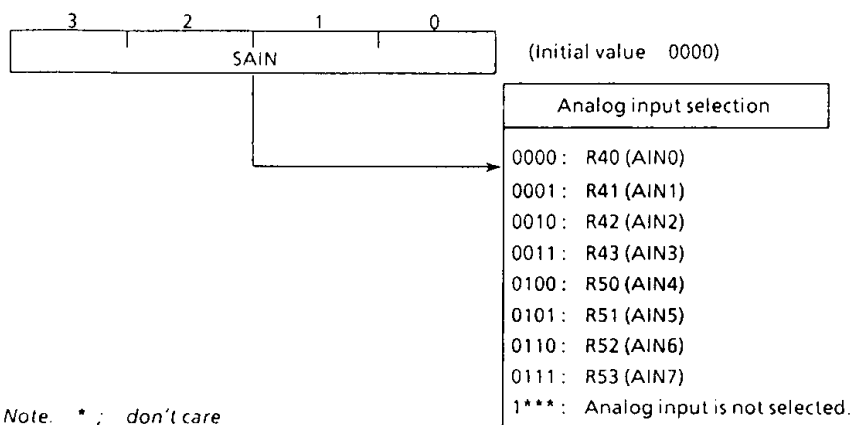 3 2 1 0
SAIN
(Initial value 0000)
Analog input selection
0000 : R40 (AIN0)
0001 : R41 (AIN1)
0010 : R42 (AIN2)
0011 : R43 (AIN3)
0100 : R50 (AIN4)
0101 : R51 (AIN5)
0110 : R52 (AIN6)
0111 : R53 (AIN7)
1*** : Analog input is not selected.
Note. * ; don't care